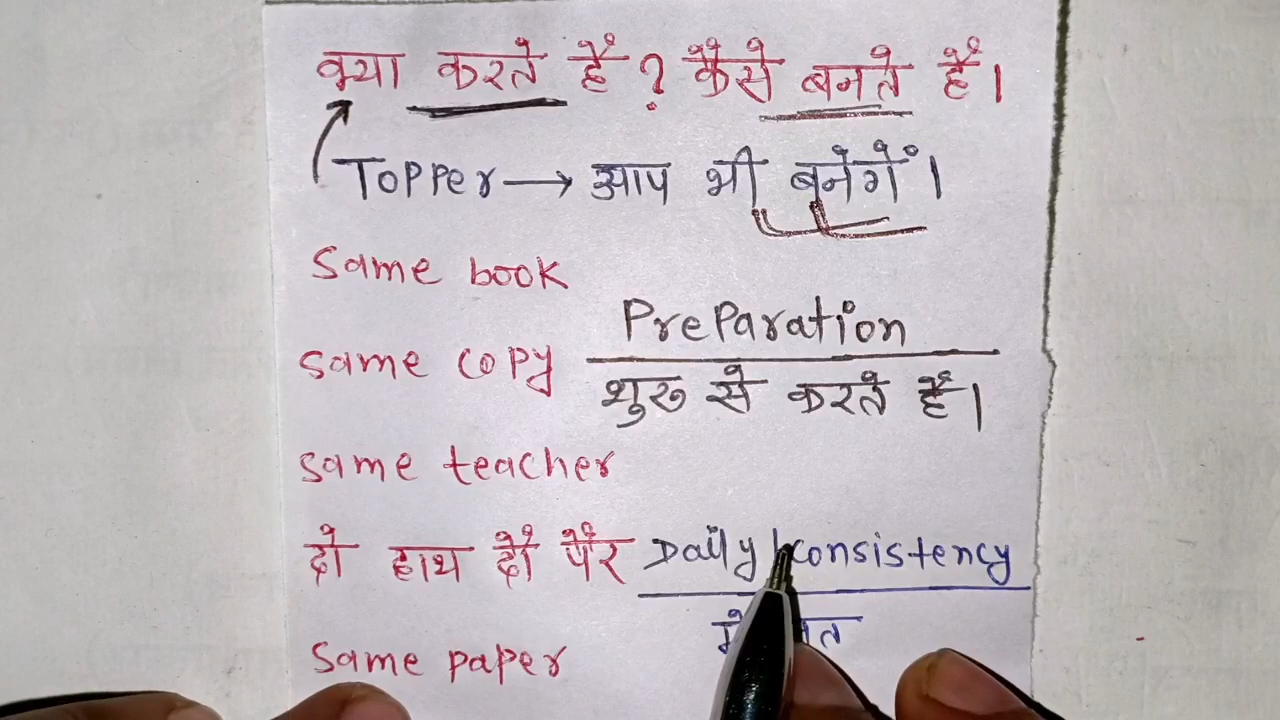 क्या करते हैं? कैसे बनते हैं।
Topper → आप भी बनेगें।
Same book
Preparation
same copy
शुरु से करते हैं।
same teacher
दो हाथ दो पैर Daily consistency
same paper